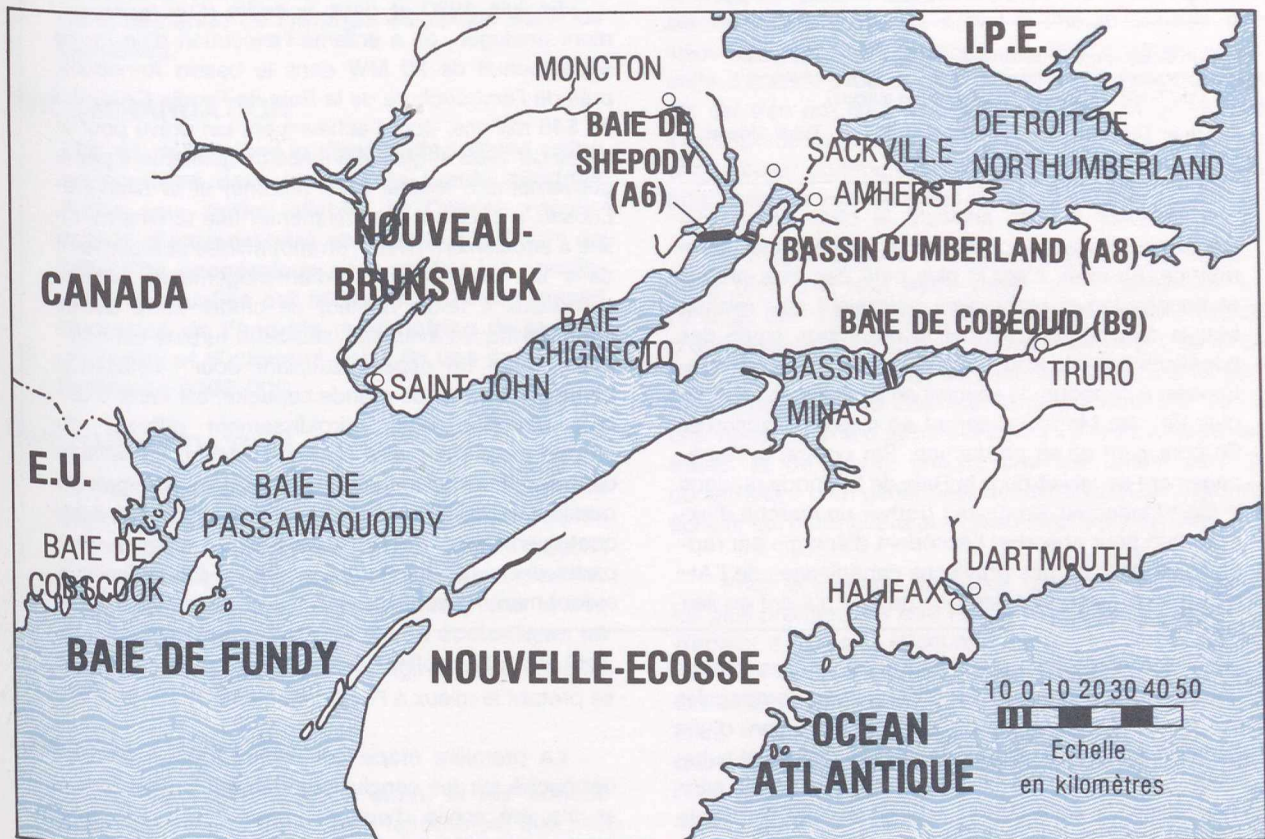 I.P.E.
MONCTON
BAIE DE
SHEPODY
(A6)
SACKVILLE
AMHERST
DETROIT DE
NORTHUMBERLAND
NOUVEAU-
BRUNSWICK
CANADA
BASSIN CUMBERLAND (A8)
BAIE
CHIGNECTO
BAIE DE COBEQUID (B9)
BASSIN
MINAS
TRURO
SAINT JOHN
E.U.
BAIE DE
PASSAMAQUODDY
BAIE DE
COBSCOOK
DARTMOUTH
HALIFAX
BAIE DE FUNDY
NOUVELLE-ECOSSE
OCEAN
ATLANTIQUE
10 0 10 20 30 40 50
Echelle
en kilomètres